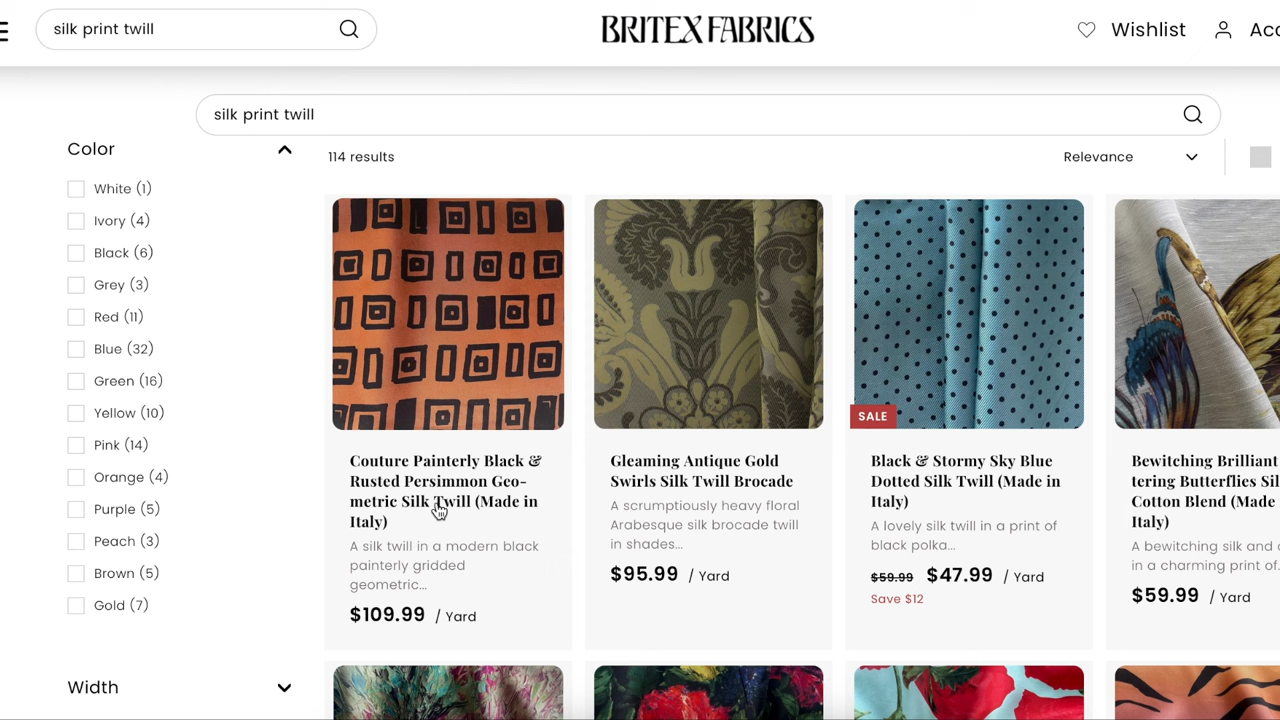 silk print twill
BRITEX FABRICS
Wishlist
silk print twill
Color
114 results
Relevance
White (1)
Ivory (4)
Black (6)
Grey (3)
Red (11)
Blue (32)
Green (16)
Yellow (10)
Pink (14)
Orange (4)
Purple (5)
Peach (3)
Brown (5)
Gold (7)
Width
Couture Painterly Black &
Rusted Persimmon Geo-
metric Silk Twill (Made in
Italy)
A silk twill in a modern black
painterly gridded
geometric...
$109.99 / Yard
Gleaming Antique Gold
Swirls Silk Twill Brocade
A scrumptiously heavy floral
Arabesque silk brocade twill
in shades...
$95.99 / Yard
SALE
Black & Stormy Sky Blue
Dotted Silk Twill (Made in
Italy)
A lovely silk twill in a print of
black polka...
$59.99 $47.99 / Yard
Save $12
Bewitching Brilliant
tering Butterflies Sil
Cotton Blend (Made
Italy)
A bewitching silk and
in a charming print of
$59.99 / Yard